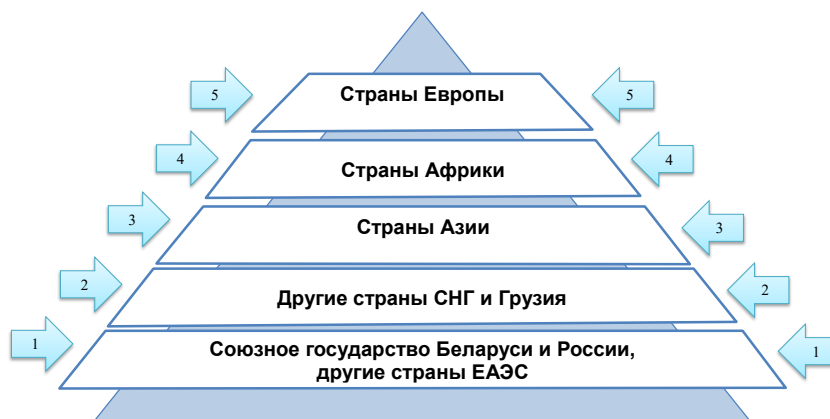 5 Страны Европы 5
4 Страны Африки 4
3 Страны Азии 3
2 Другие страны СНГ и Грузия 2
1 Союзное государство Беларуси и России, 1
другие страны ЕАЭС